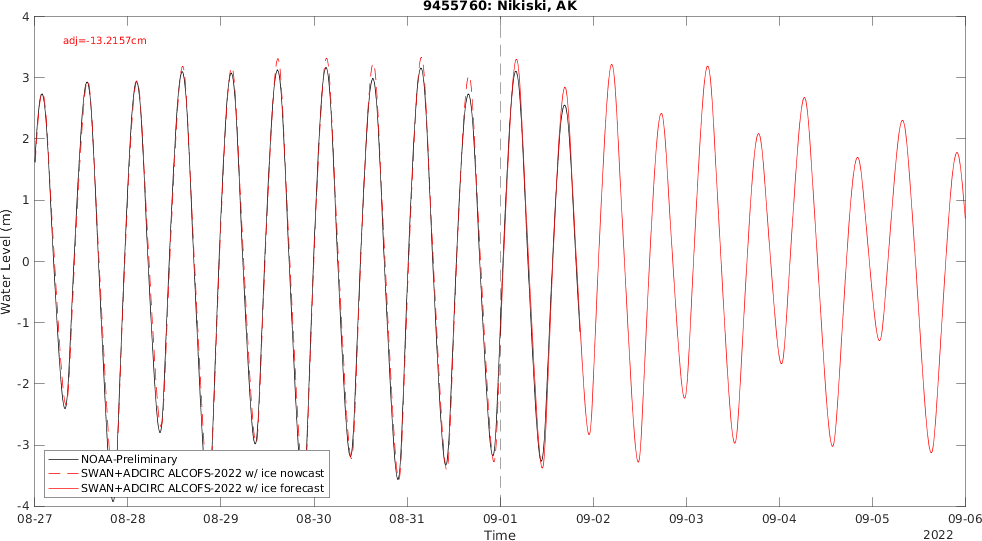 9455760: Nikiski, AK
adj=-13.2157cm
4
3
2
1
0
-1
-2
-3
-4
Water Level (m)
NOAA-Preliminary
SWAN+ADCIRC ALCOFS-2022 w/ ice nowcast
SWAN+ADCIRC ALCOFS-2022 w/ ice forecast
08-27 08-28 08-29 08-30 08-31 09-01 09-02 09-03 09-04 09-05 09-06
Time
2022